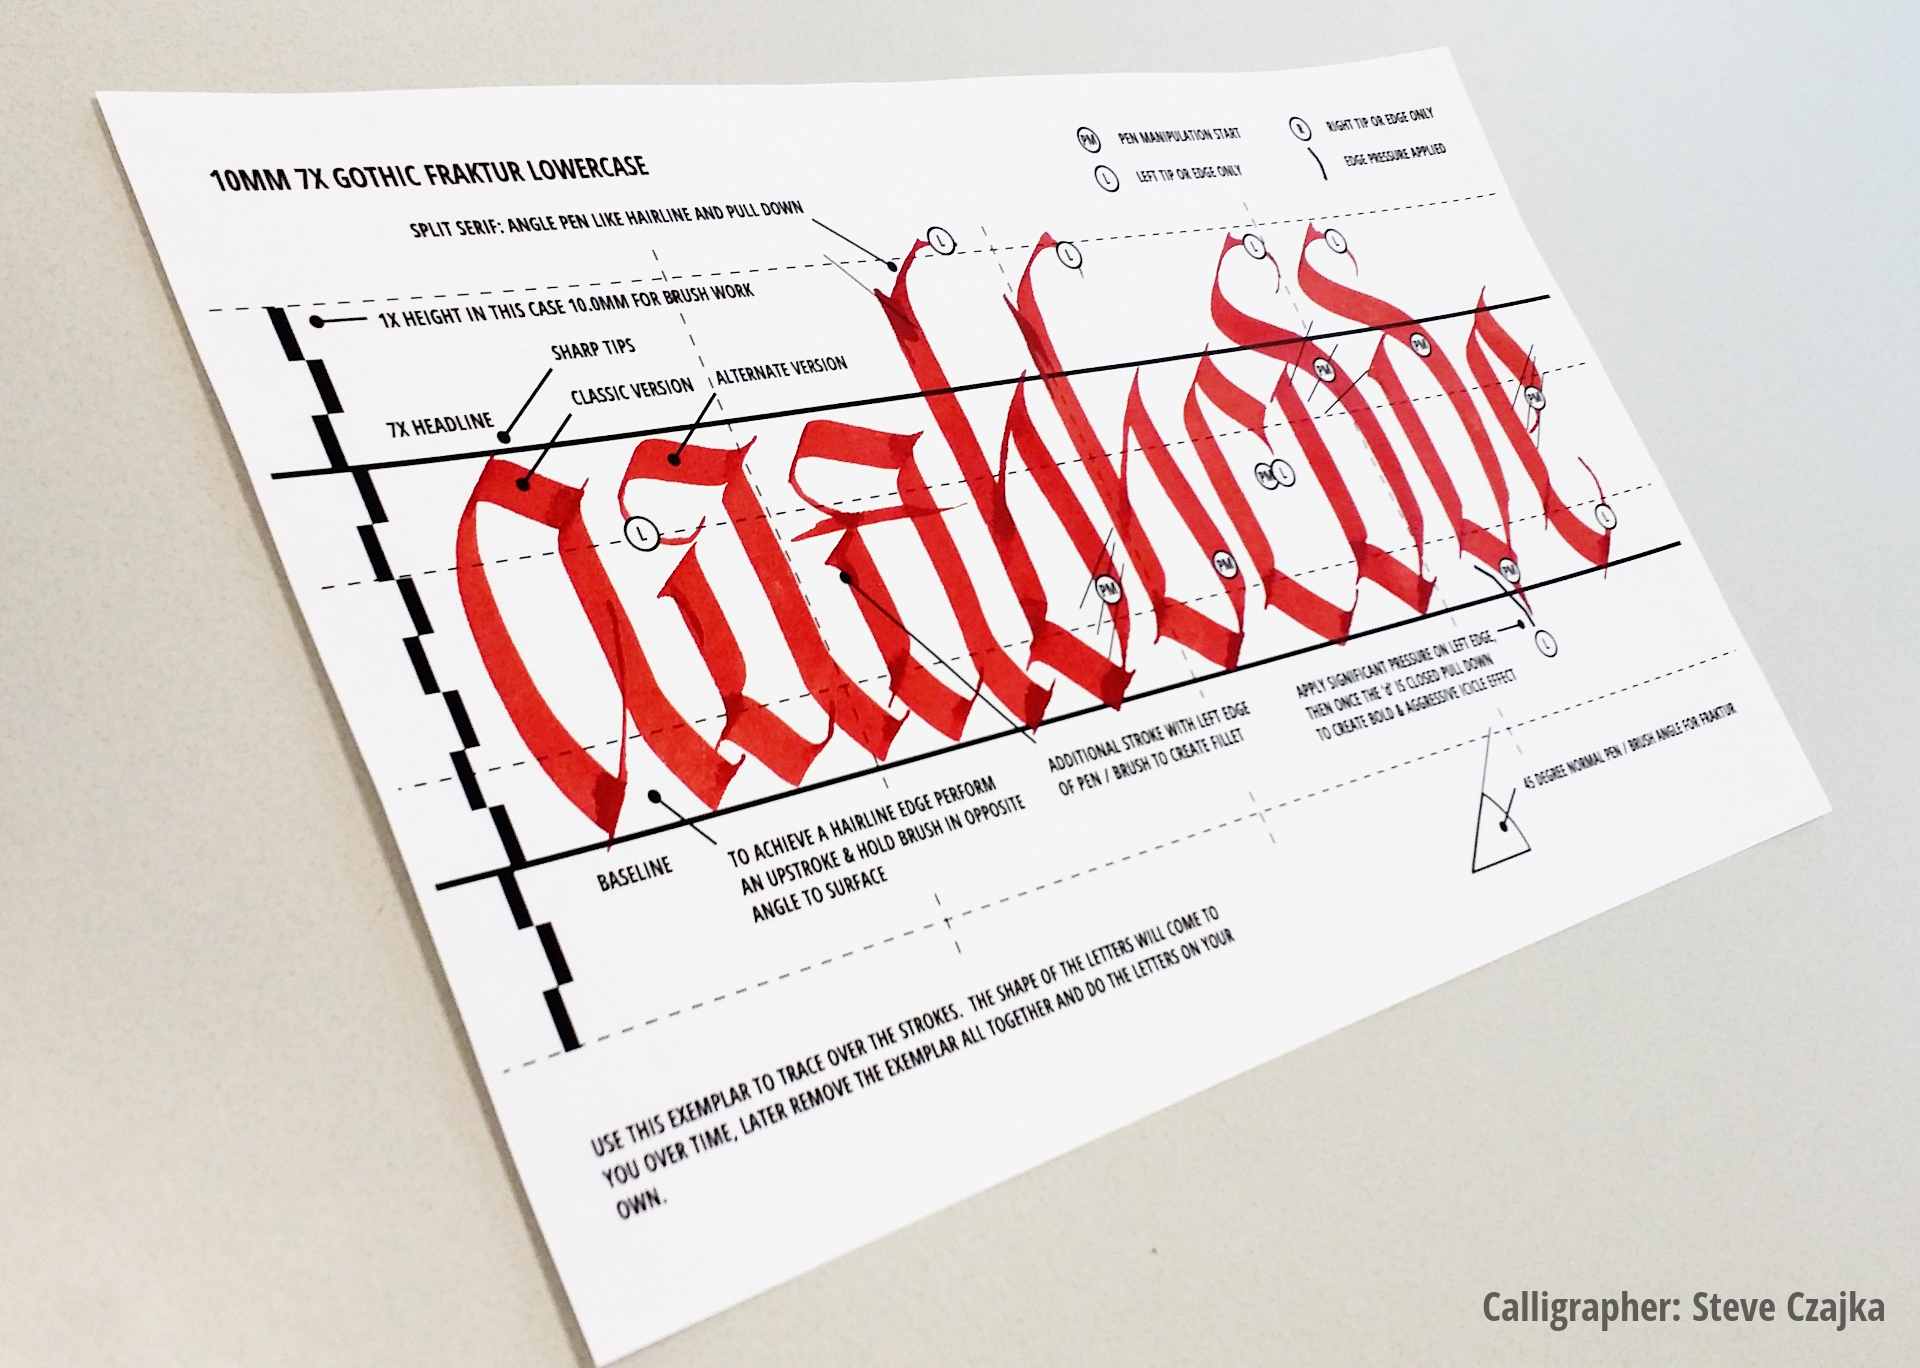 10MM 7X GOTHIC FRAKTUR LOWERCASE
PM PEN MANIPULATION START
L LEFT TIP OR EDGE ONLY
R RIGHT TIP OR EDGE ONLY
EDGE PRESSURE APPLIED
SPLIT SERIF: ANGLE PEN LIKE HAIRLINE AND PULL DOWN
1X HEIGHT IN THIS CASE 10.0MM FOR BRUSH WORK
SHARP TIPS
CLASSIC VERSION
ALTERNATE VERSION
7X HEADLINE
L
L
L
L
a a a b b c d d e
PM
PM
PM
L
PM L
PM
PM
L
PM
L
BASELINE
TO ACHIEVE A HAIRLINE EDGE PERFORM
AN UPSTROKE & HOLD BRUSH IN OPPOSITE
ANGLE TO SURFACE
ADDITIONAL STROKE WITH LEFT EDGE
OF PEN / BRUSH TO CREATE FILLET
APPLY SIGNIFICANT PRESSURE ON LEFT EDGE,
THEN ONCE THE 'd' IS CLOSED PULL DOWN
TO CREATE BOLD & AGGRESSIVE ICICLE EFFECT
45 DEGREE NORMAL PEN / BRUSH ANGLE FOR FRAKTUR
USE THIS EXEMPLAR TO TRACE OVER THE STROKES. THE SHAPE OF THE LETTERS WILL COME TO
YOU OVER TIME, LATER REMOVE THE EXEMPLAR ALL TOGETHER AND DO THE LETTERS ON YOUR
OWN.
Calligrapher: Steve Czajka